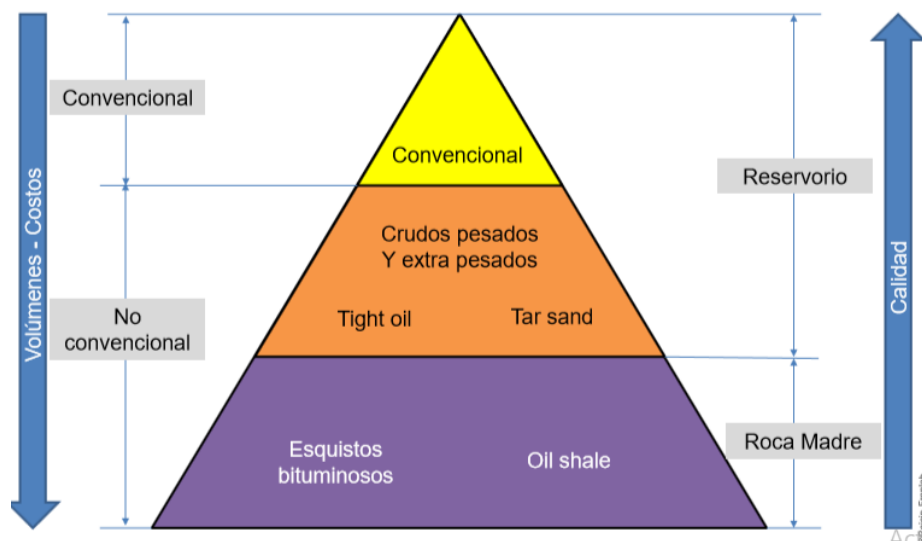 Convencional
Convencional
Reservorio
Crudos pesados
Y extra pesados
Tight oil
Tar sand
No
convencional
Volúmenes - Costos
Calidad
Esquistos
bituminosos
Oil shale
Roca Madre